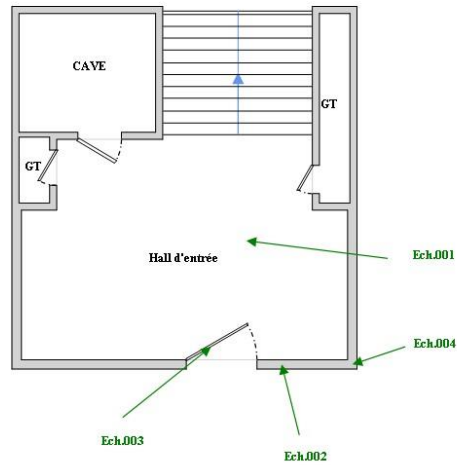 CAVE
GT
GT
Hall d'entrée
Ech.001
Ech.004
Ech.003
Ech.002